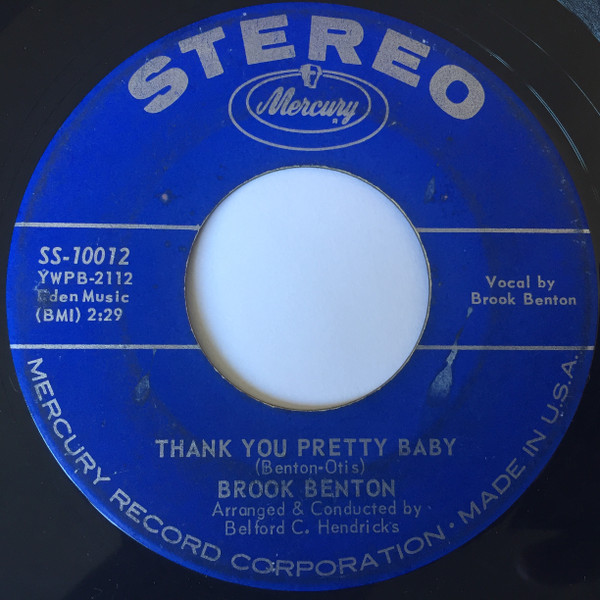 STEREO
Mercury
SS-10012
YWPB-2112
Eden Music
(BMI) 2:29
Vocal by
Brook Benton
THANK YOU PRETTY BABY
(Benton-Otis)
BROOK BENTON
Arranged & Conducted by
Belford C. Hendricks
MERCURY RECORD CORPORATION · MADE IN U.S.A.